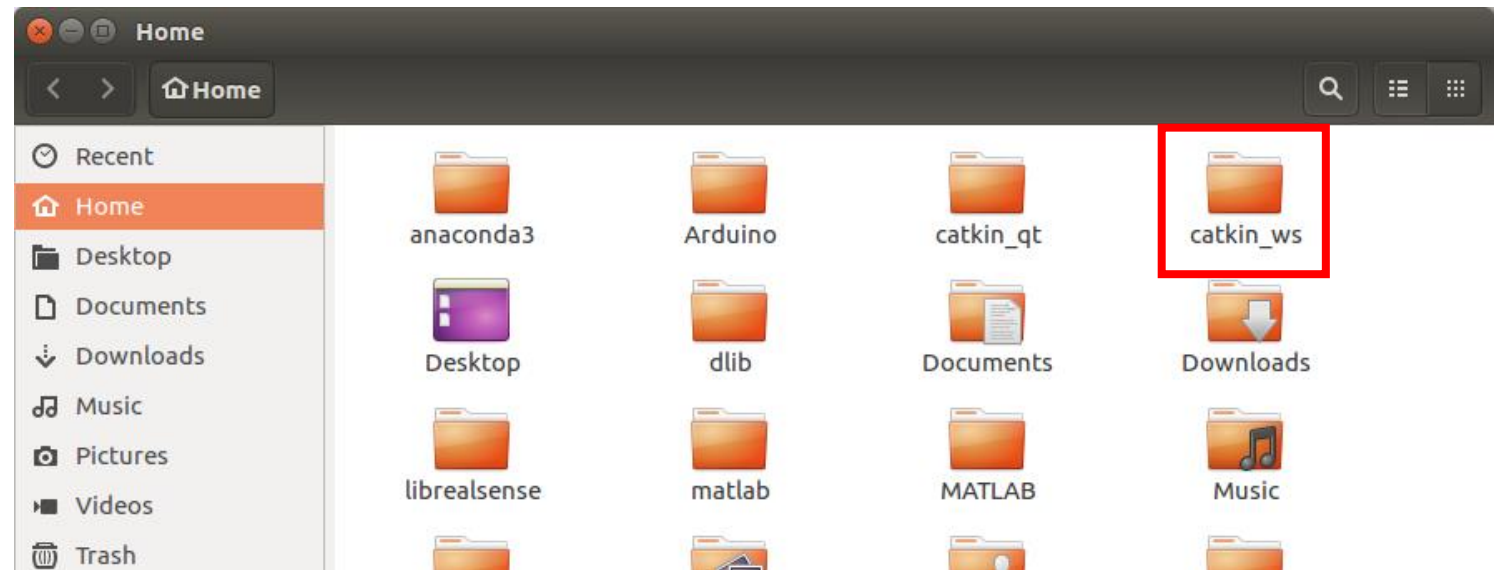 Home
Home
Recent
Home
Desktop
Documents
Downloads
Music
Pictures
Videos
Trash
anaconda3 Arduino catkin_qt catkin_ws
Desktop dlib Documents Downloads
librealsense matlab MATLAB Music